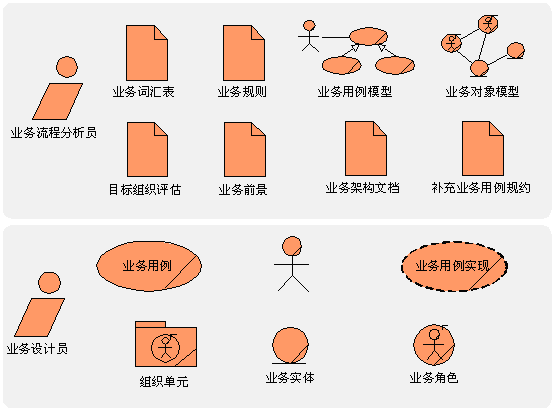 业务词汇表
业务规则
业务用例模型
业务对象模型
业务流程分析员
目标组织评估
业务前景
业务架构文档
补充业务用例规约
业务用例
业务用例实现
业务设计员
组织单元
业务实体
业务角色